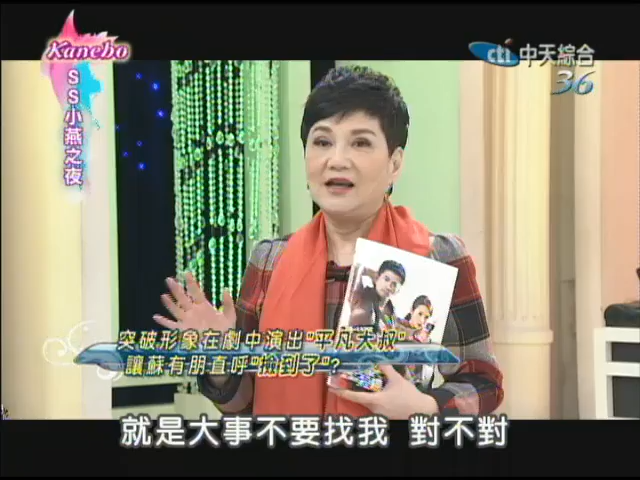 Kanebo
SS小燕之夜
cti 中天綜合
36
突破形象在劇中演出"平凡大叔"
讓蘇有朋直呼"撿到了"?
就是大事不要找我 對不對